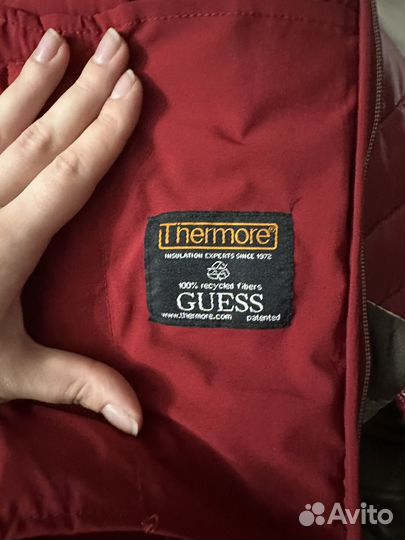 Thermore®
INSULATION EXPERTS SINCE 1972
100% recycled fibers
GUESS
www.thermore.com patented
Avito